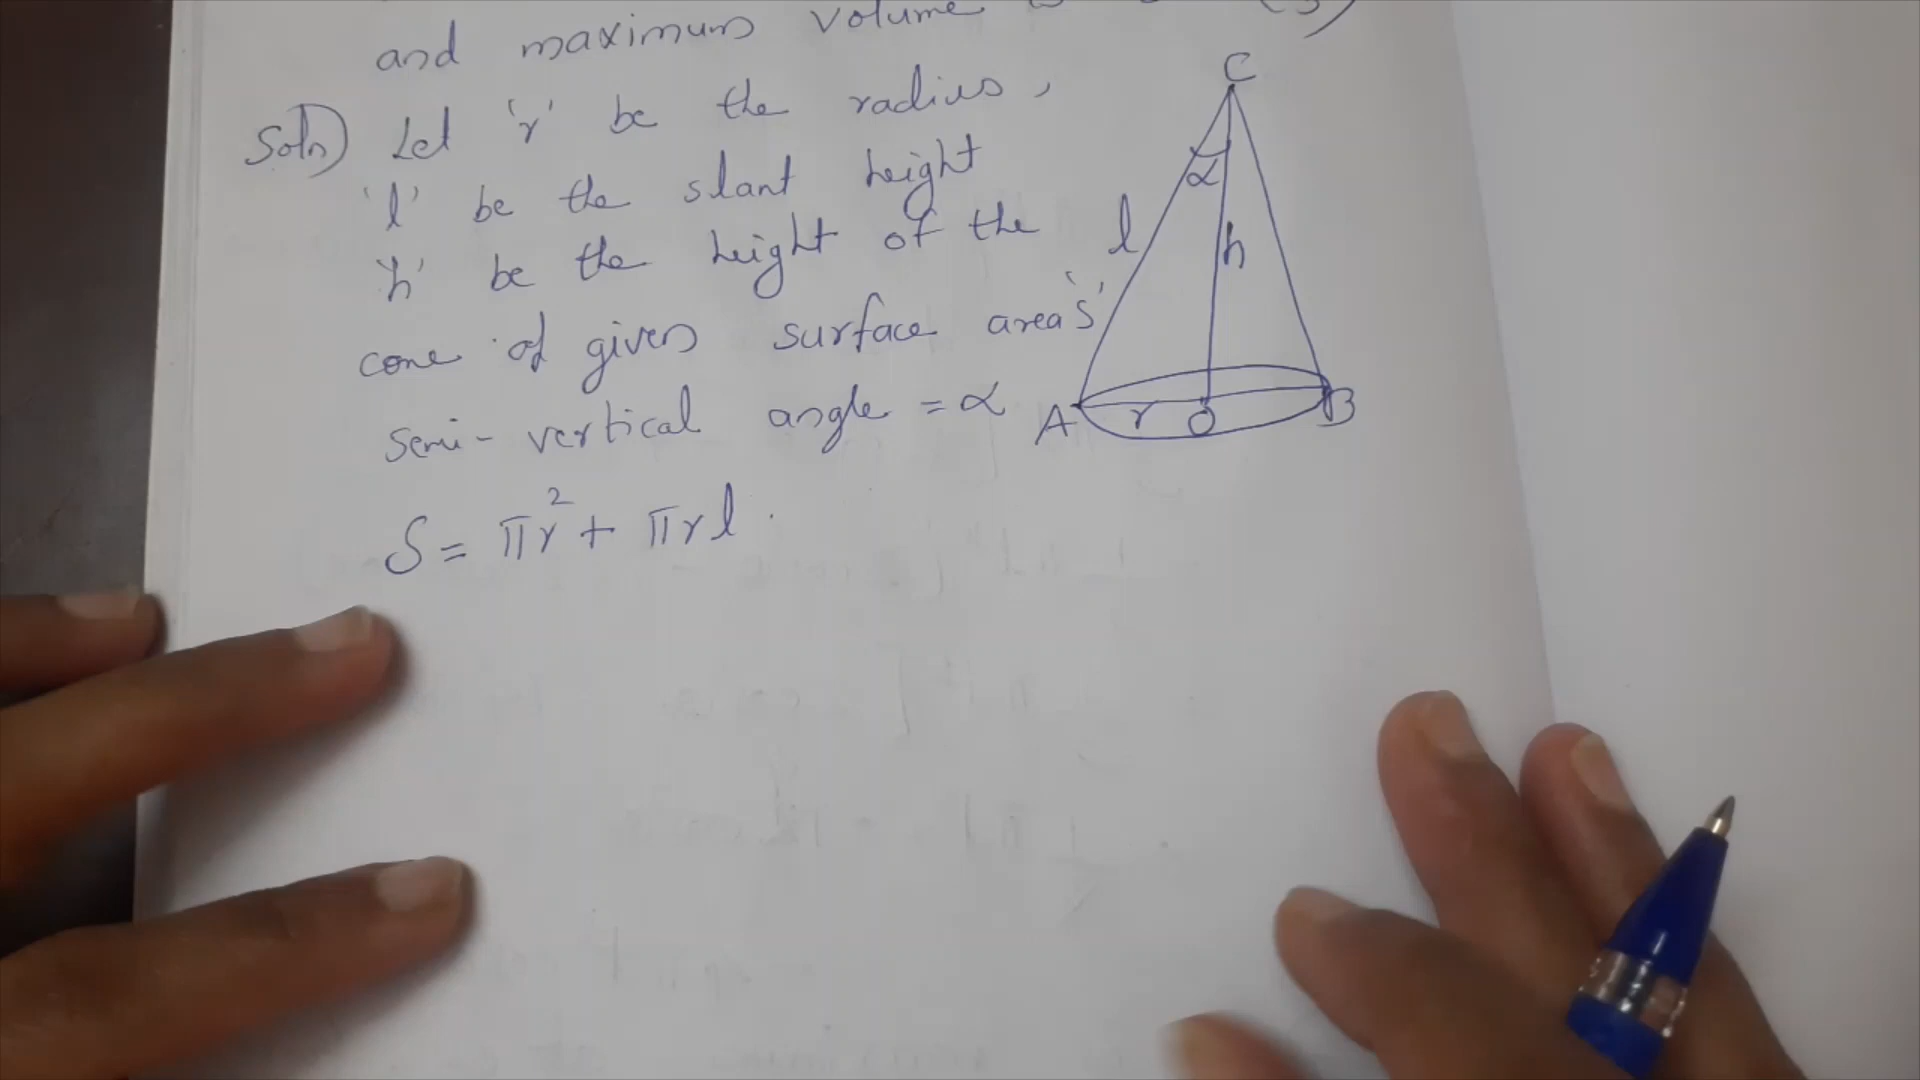 and maximum volume
Soln) Let 'r' be the radius,
'l' be the slant height
'h' be the height of the
cone of given surface area 'S'
semi-vertical angle = α
S = πr² + πrl.
C
α
l
h
A r O B